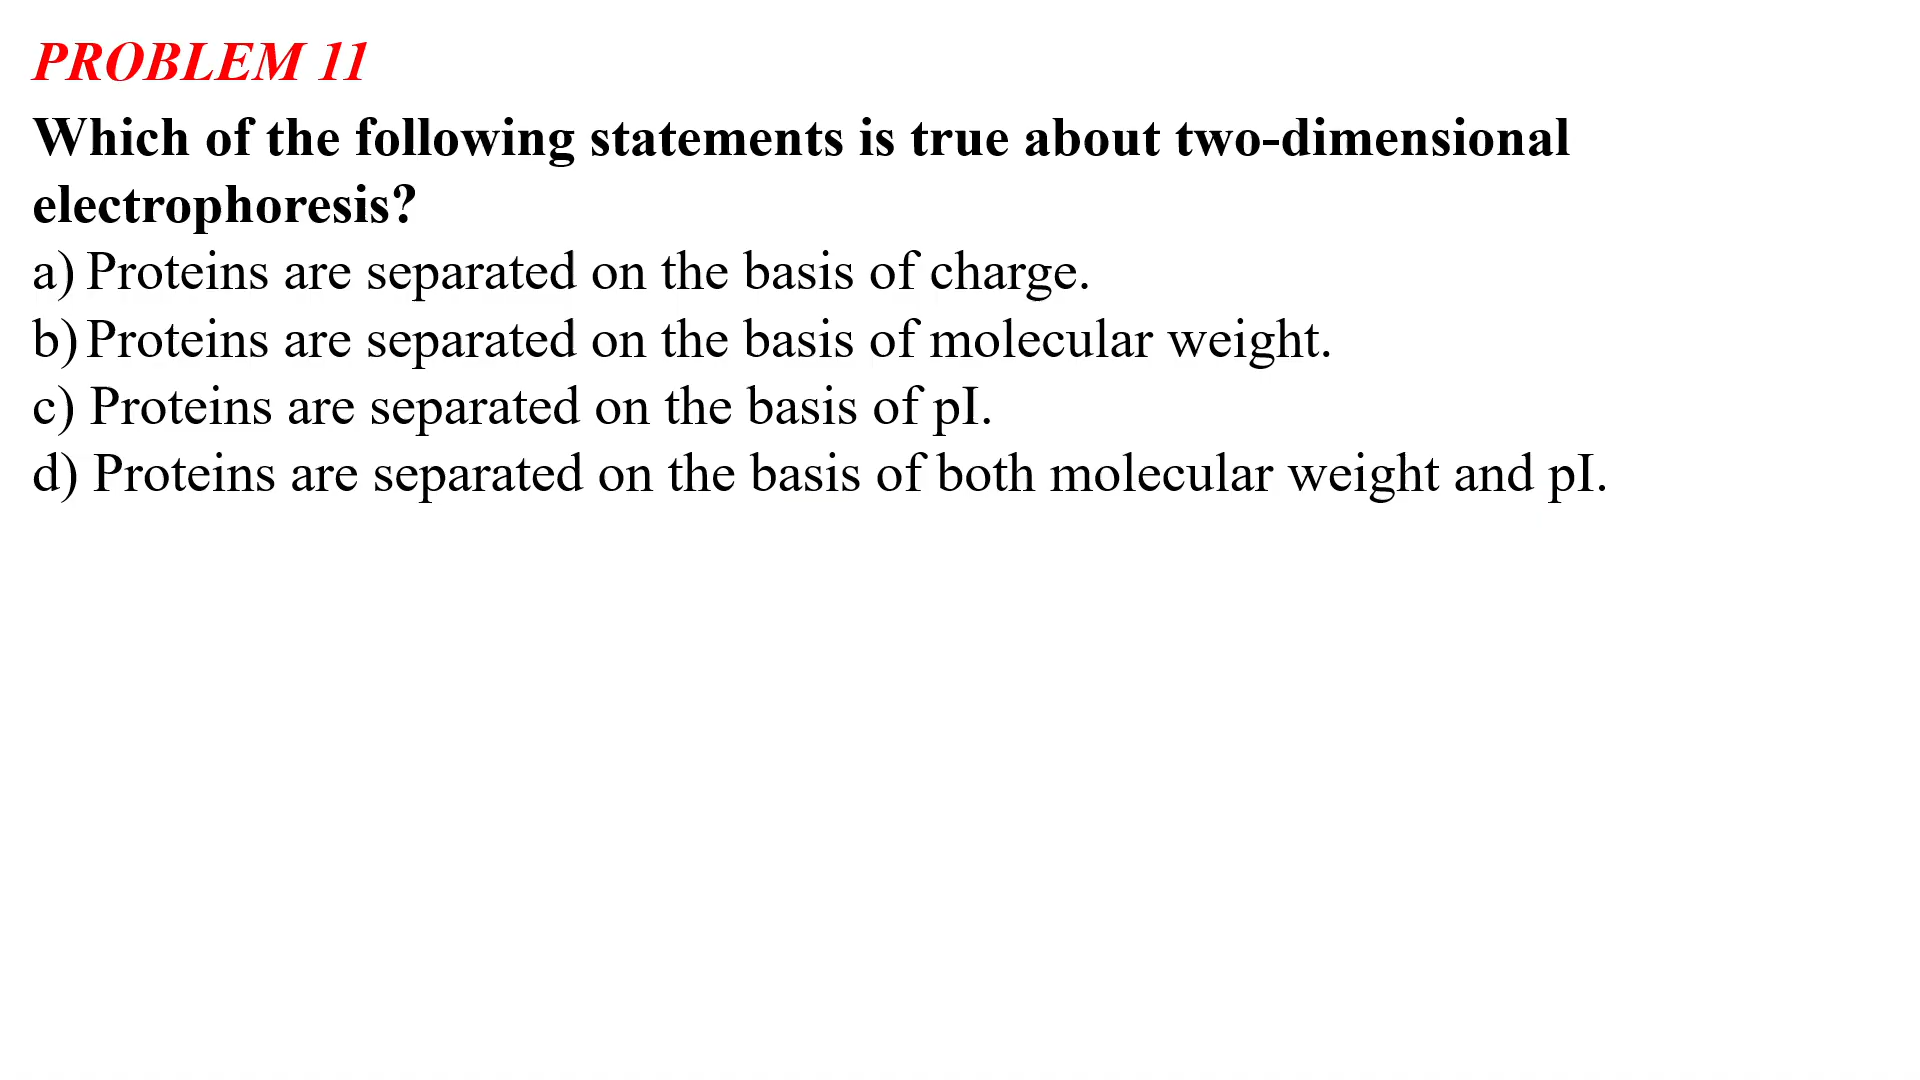 PROBLEM 11
Which of the following statements is true about two-dimensional
electrophoresis?
a) Proteins are separated on the basis of charge.
b) Proteins are separated on the basis of molecular weight.
c) Proteins are separated on the basis of pI.
d) Proteins are separated on the basis of both molecular weight and pI.